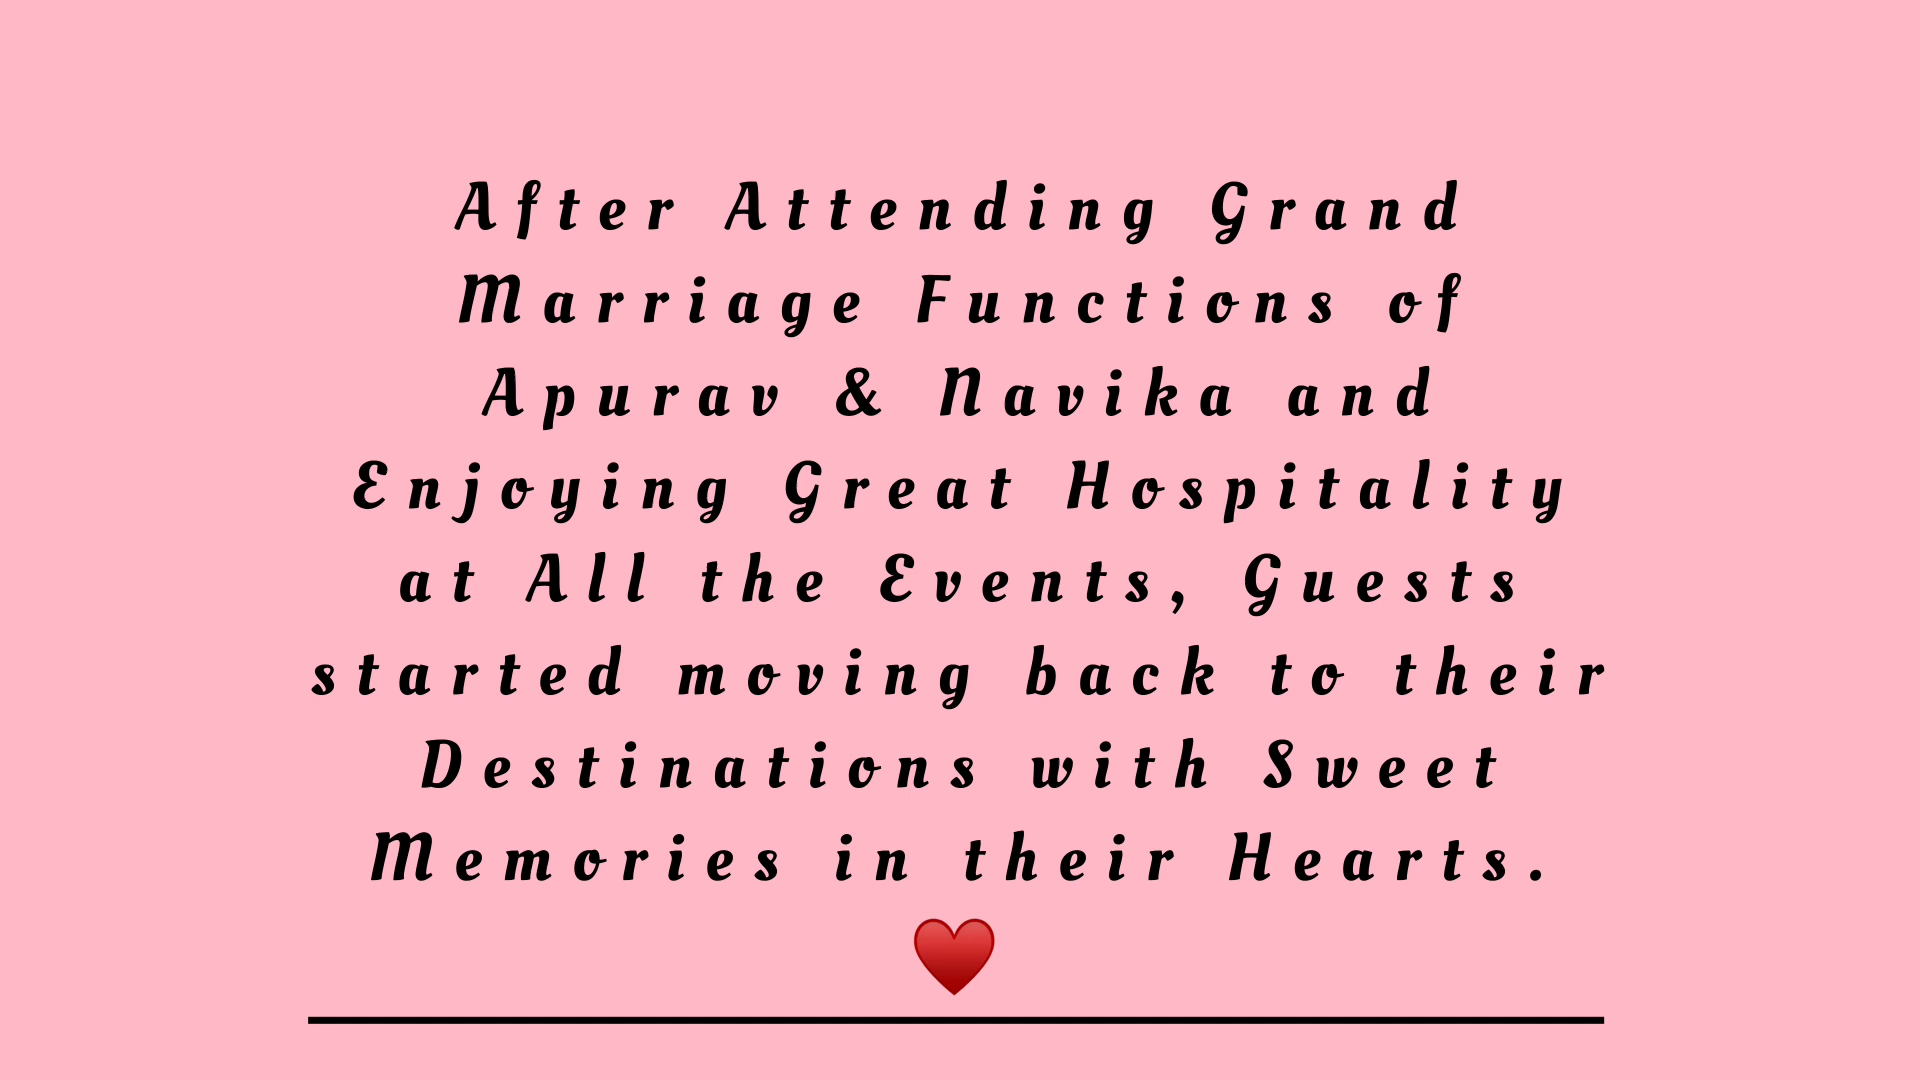 After Attending Grand
Marriage Functions of
Apurav & Navika and
Enjoying Great Hospitality
at All the Events, Guests
started moving back to their
Destinations with Sweet
Memories in their Hearts.